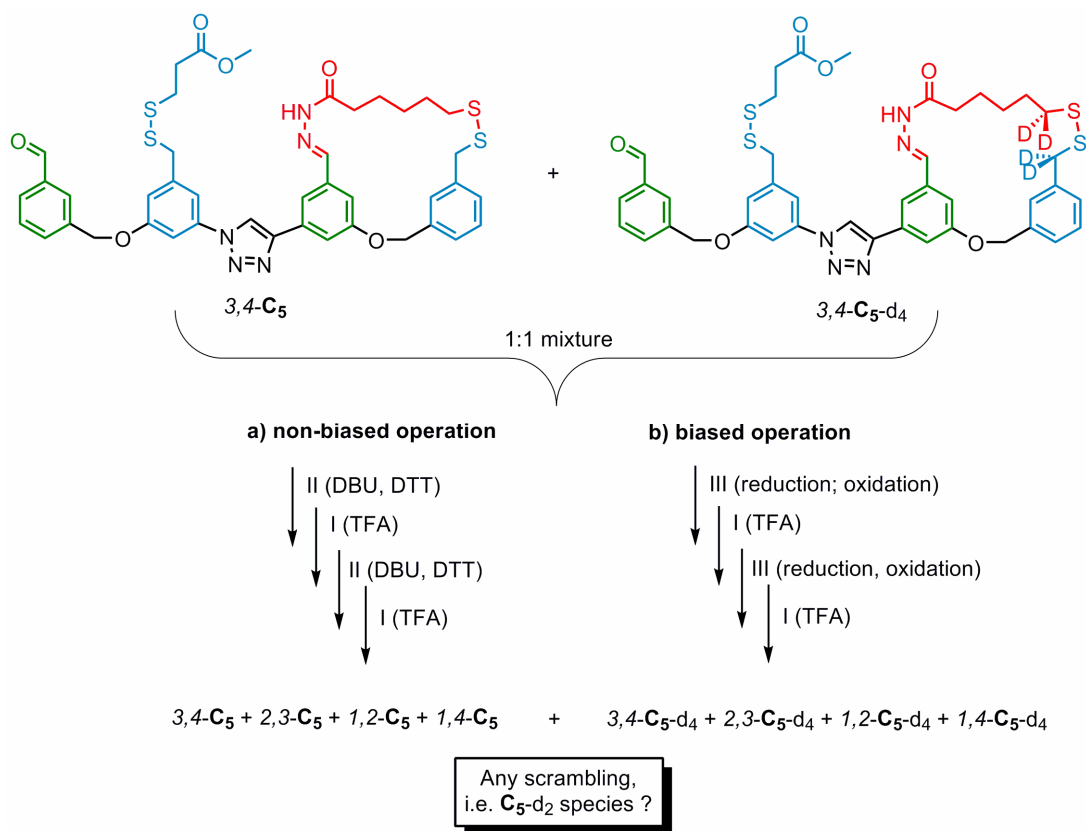 O
O
S
S
O
O
HN
N
O
S
S
N
N
N
O
3,4-C5
+
O
O
S
S
O
O
HN
N
O
S
S
D
D
D
D
N
N
N
O
3,4-C5-d4
1:1 mixture
a) non-biased operation
b) biased operation
II (DBU, DTT)
I (TFA)
II (DBU, DTT)
I (TFA)
III (reduction; oxidation)
I (TFA)
III (reduction, oxidation)
I (TFA)
3,4-C5 + 2,3-C5 + 1,2-C5 + 1,4-C5 + 3,4-C5-d4 + 2,3-C5-d4 + 1,2-C5-d4 + 1,4-C5-d4
Any scrambling,
i.e. C5-d2 species ?